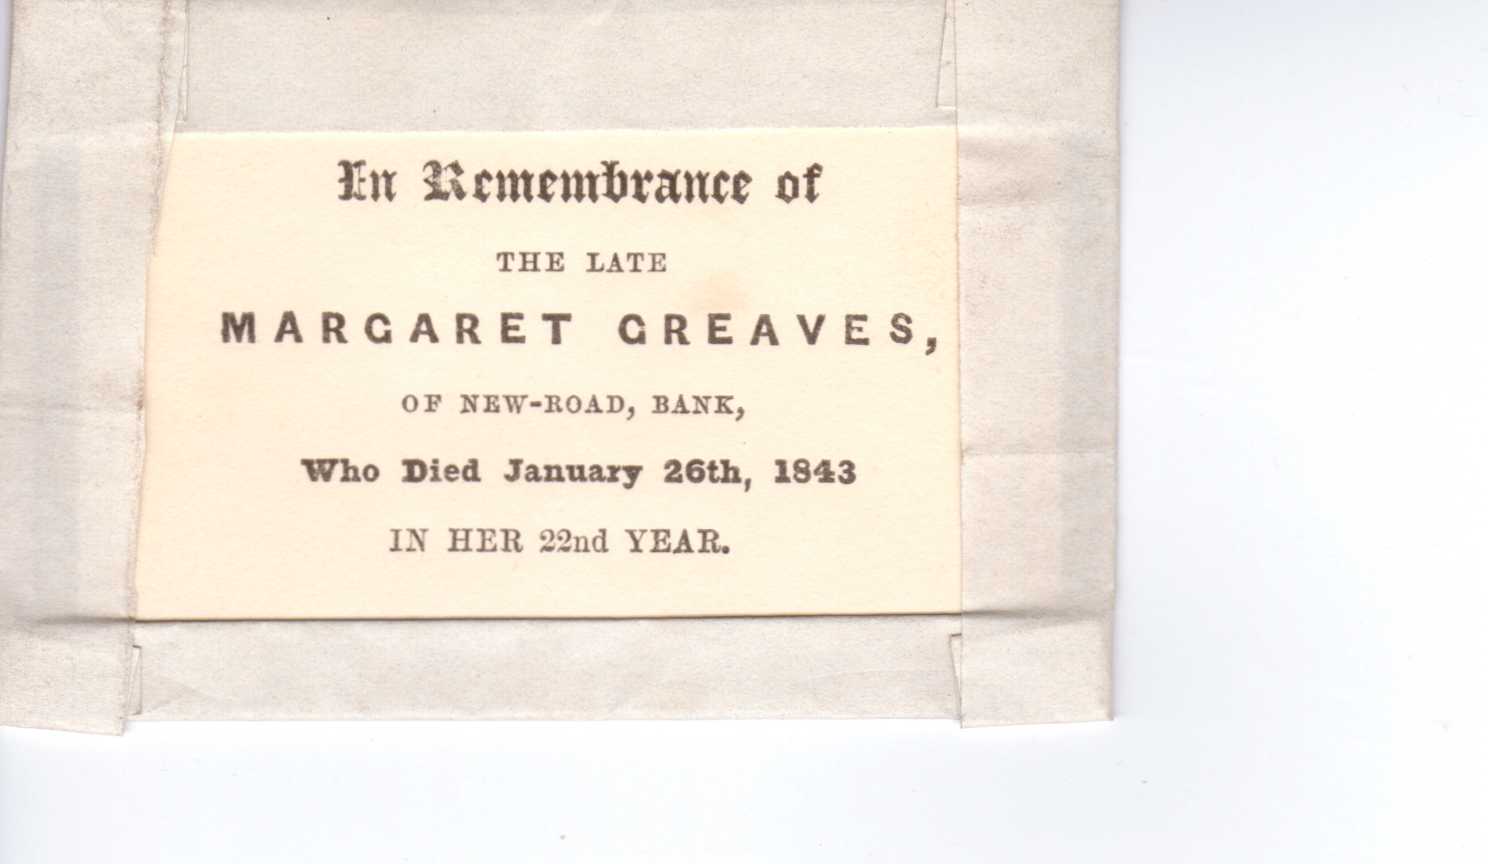 In Remembrance of
THE LATE
MARGARET GREAVES,
OF NEW-ROAD, BANK,
Who Died January 26th, 1843
IN HER 22nd YEAR.